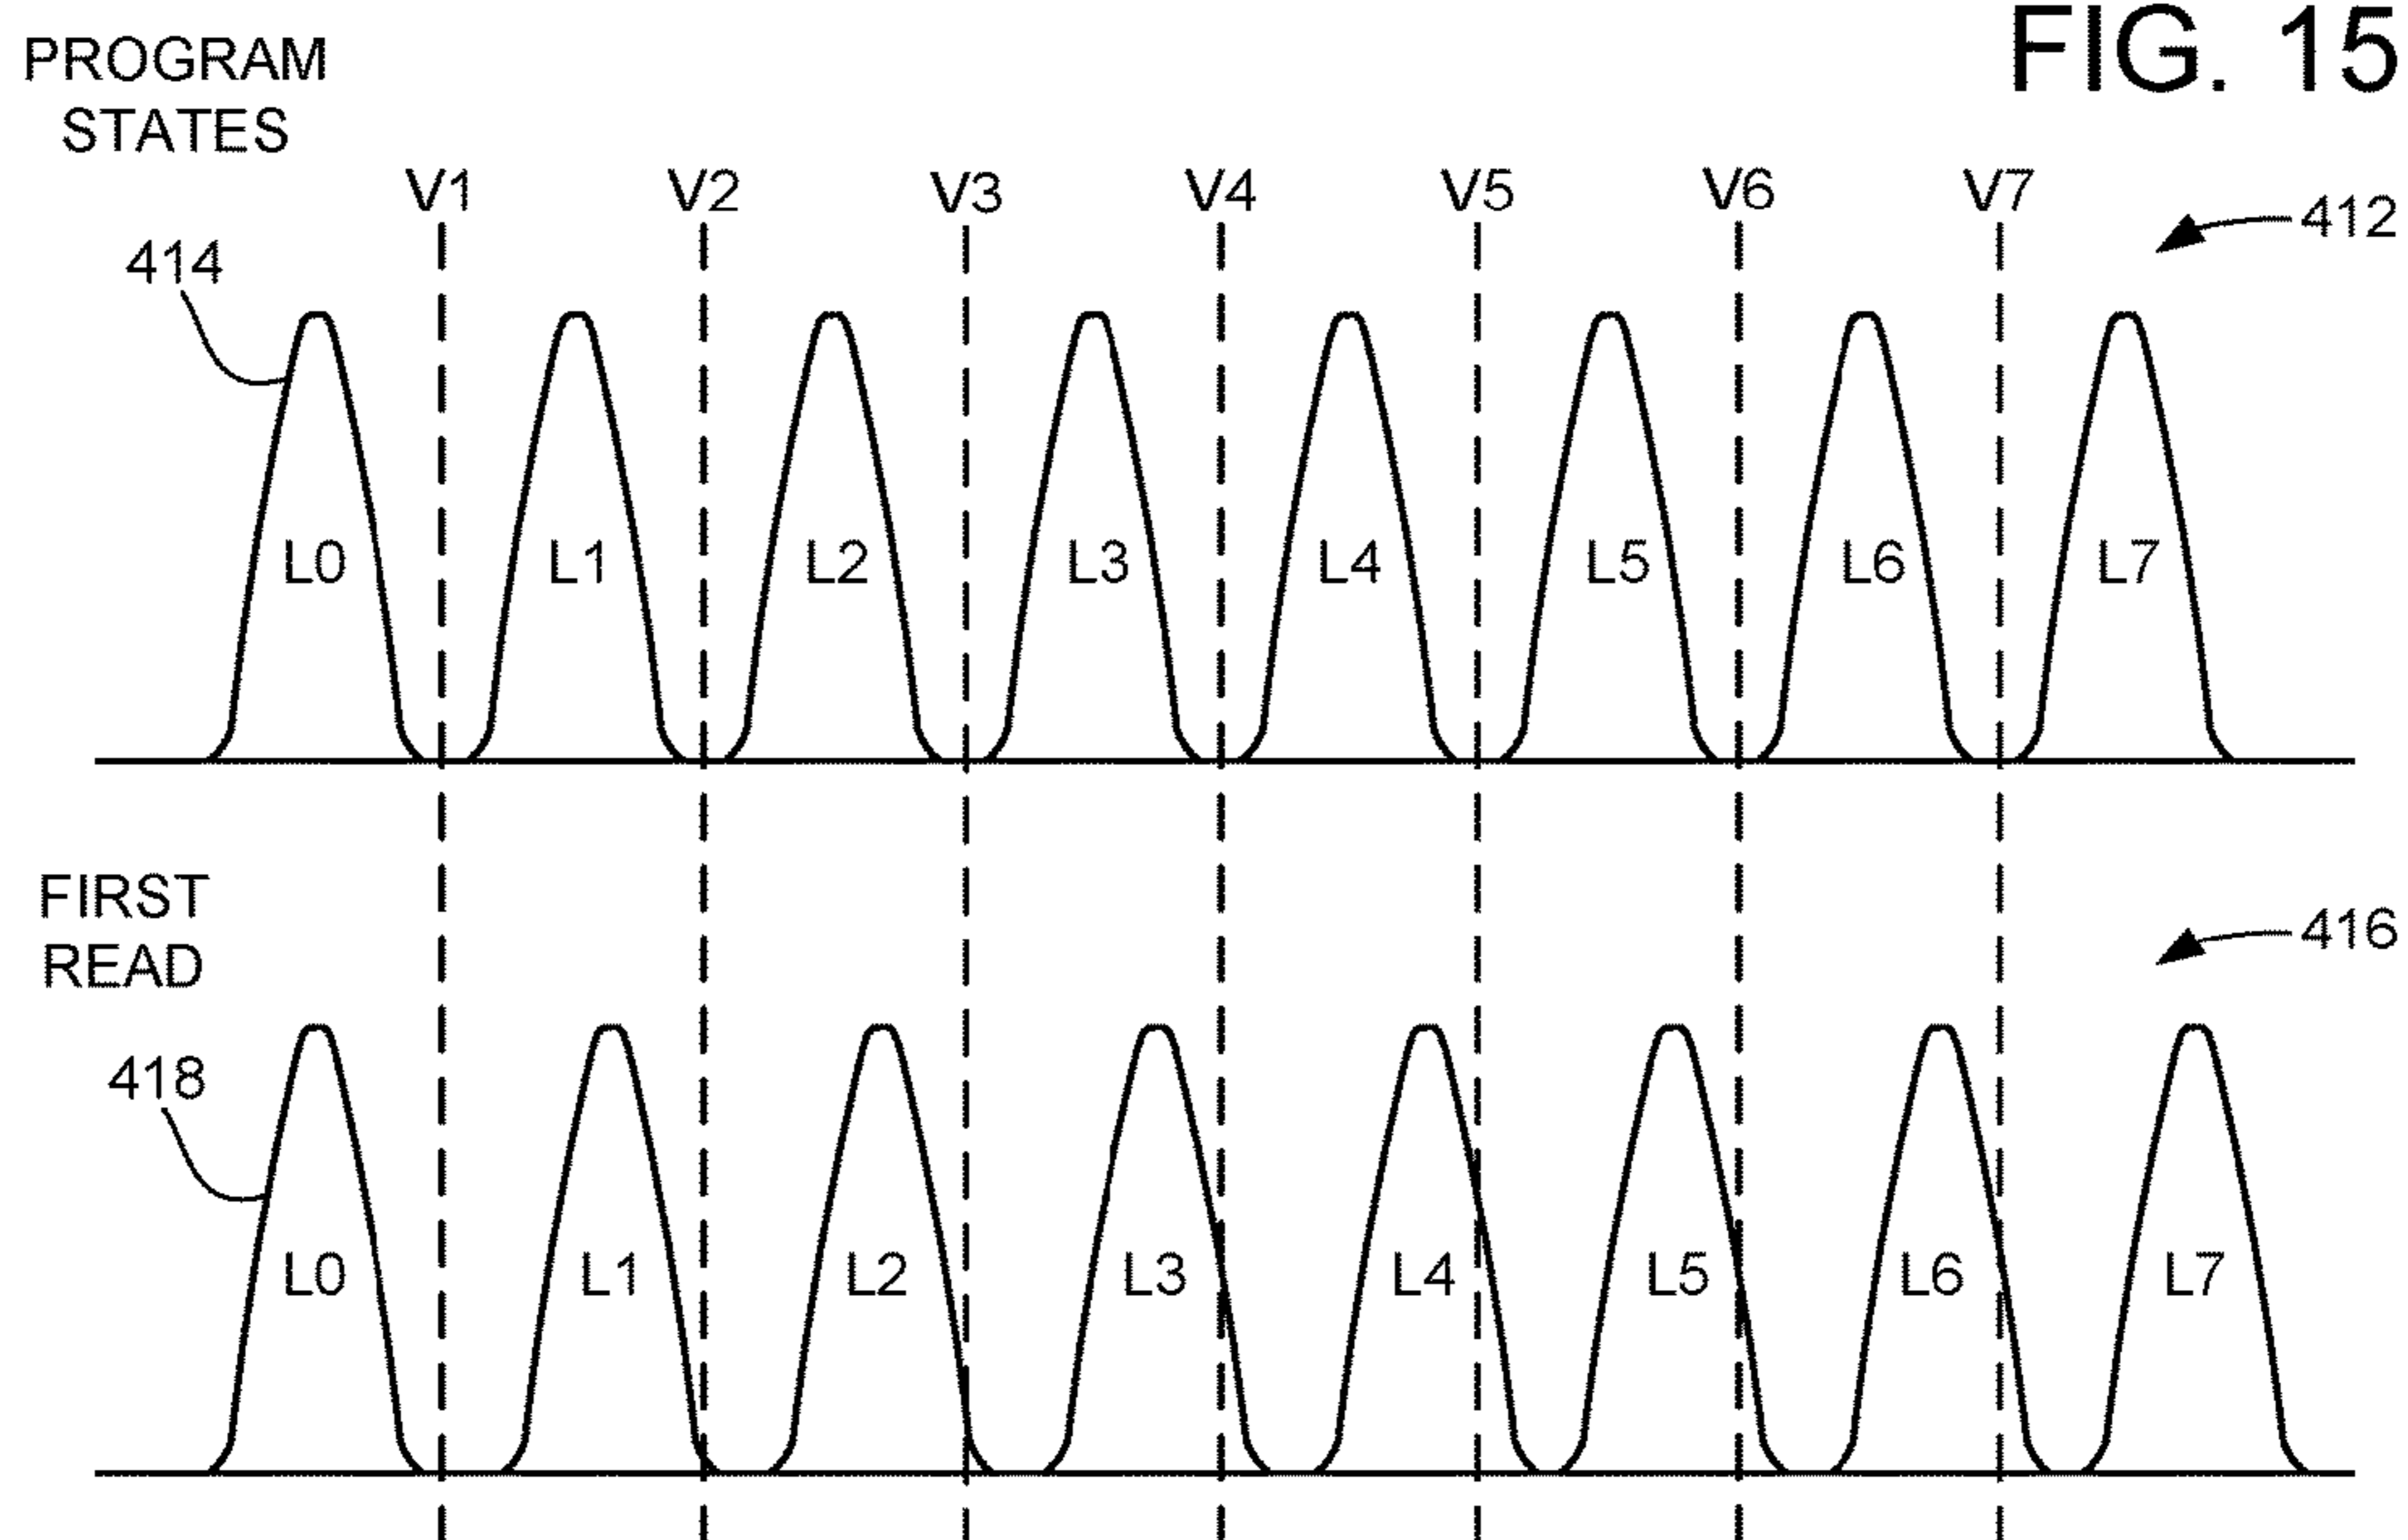 FIG. 15
PROGRAM
STATES
V1 V2 V3 V4 V5 V6 V7
412
414
L0 L1 L2 L3 L4 L5 L6 L7
FIRST
READ
416
418
L0 L1 L2 L3 L4 L5 L6 L7